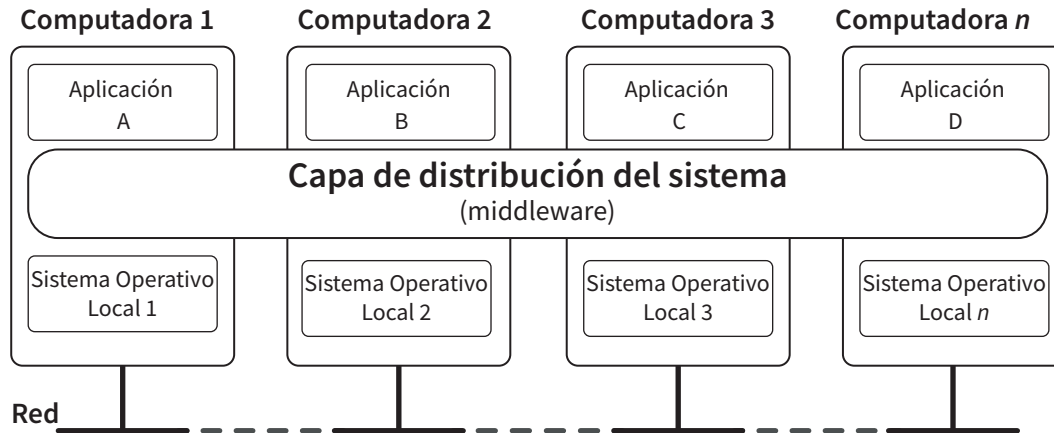 Computadora 1
Computadora 2
Computadora 3
Computadora n
Aplicación
A
Aplicación
B
Aplicación
C
Aplicación
D
Capa de distribución del sistema
(middleware)
Sistema Operativo
Local 1
Sistema Operativo
Local 2
Sistema Operativo
Local 3
Sistema Operativo
Local n
Red